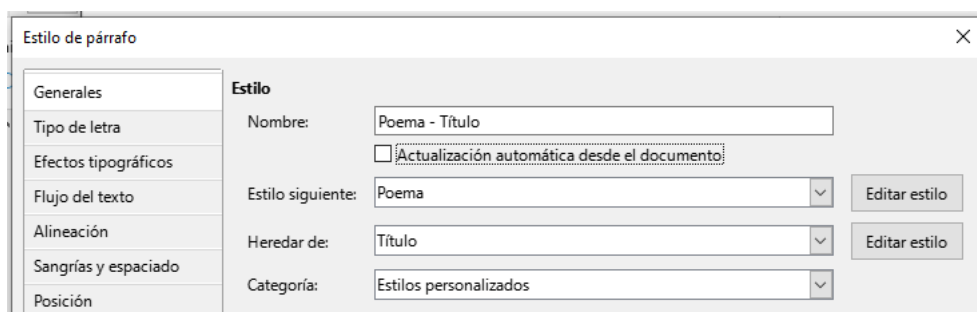 Estilo de párrafo
Generales
Tipo de letra
Efectos tipográficos
Flujo del texto
Alineación
Sangrías y espaciado
Posición
Estilo
Nombre: Poema - Título
Actualización automática desde el documento
Estilo siguiente: Poema Editar estilo
Heredar de: Título Editar estilo
Categoría: Estilos personalizados